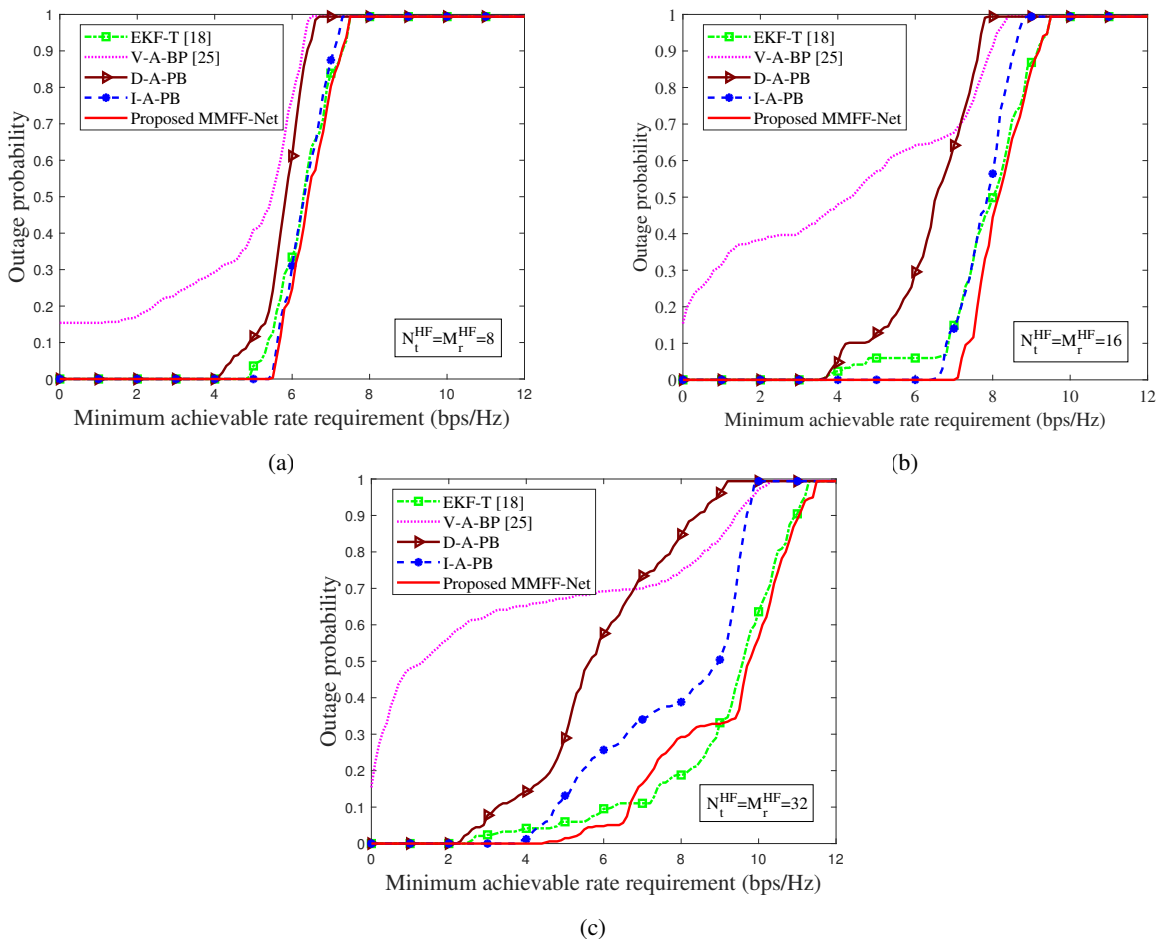 1
0.9
0.8
0.7
0.6
0.5
0.4
0.3
0.2
0.1
0
Outage probability
EKF-T [18]
V-A-BP [25]
D-A-PB
I-A-PB
Proposed MMFF-Net
N_t^HF=M_r^HF=8
0 2 4 6 8 10 12
Minimum achievable rate requirement (bps/Hz)
(a)
1
0.9
0.8
0.7
0.6
0.5
0.4
0.3
0.2
0.1
0
Outage probability
EKF-T [18]
V-A-BP [25]
D-A-PB
I-A-PB
Proposed MMFF-Net
N_t^HF=M_r^HF=16
0 2 4 6 8 10 12
Minimum achievable rate requirement (bps/Hz)
(b)
1
0.9
0.8
0.7
0.6
0.5
0.4
0.3
0.2
0.1
0
Outage probability
EKF-T [18]
V-A-BP [25]
D-A-PB
I-A-PB
Proposed MMFF-Net
N_t^HF=M_r^HF=32
0 2 4 6 8 10 12
Minimum achievable rate requirement (bps/Hz)
(c)